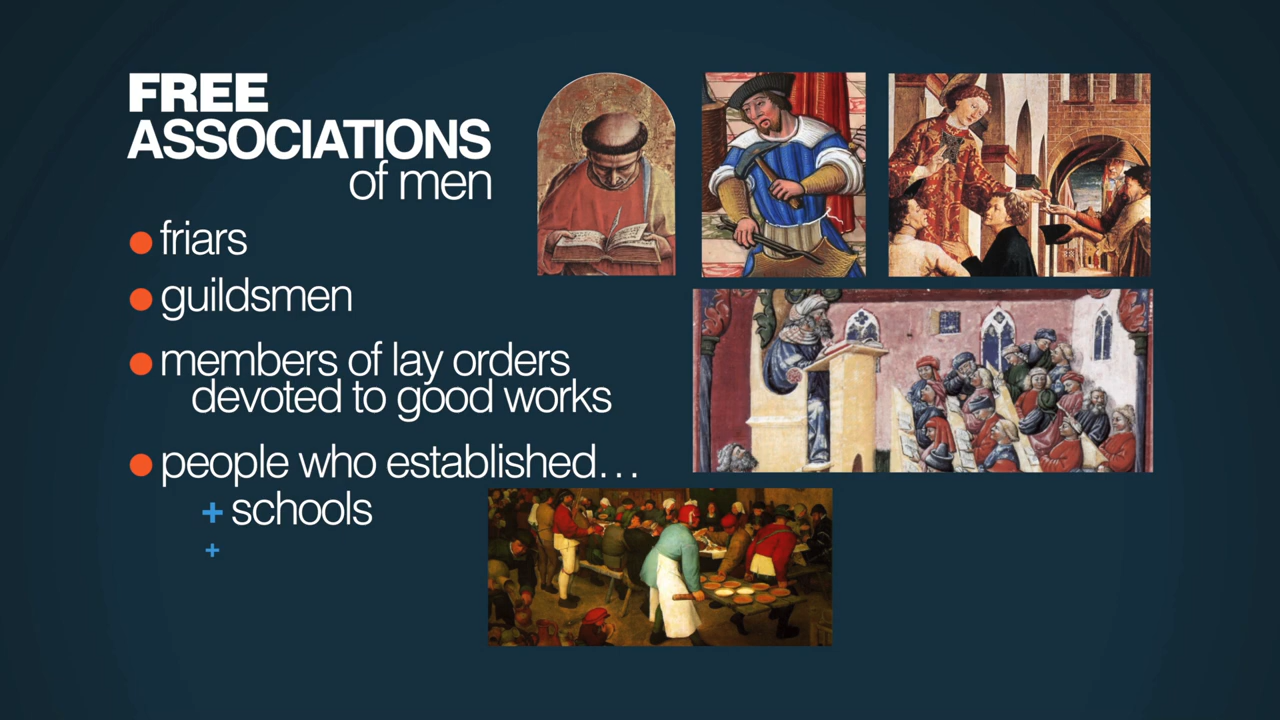 FREE
ASSOCIATIONS
of men
● friars
● guildsmen
● members of lay orders
devoted to good works
● people who established...
+ schools
+